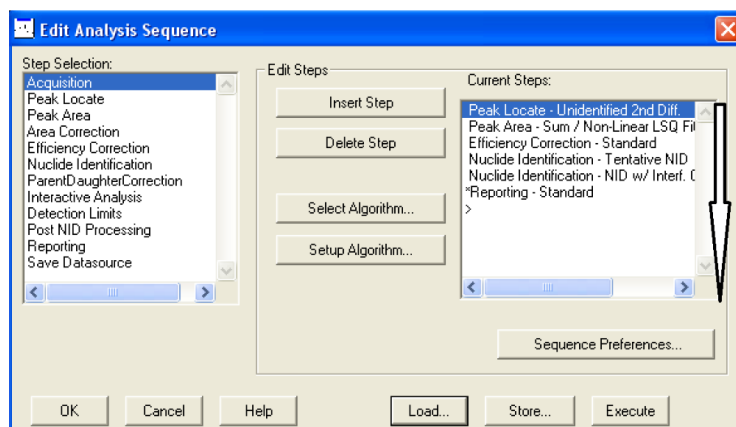 Edit Analysis Sequence
Step Selection:
Acquisition
Peak Locate
Peak Area
Area Correction
Efficiency Correction
Nuclide Identification
ParentDaughterCorrection
Interactive Analysis
Detection Limits
Post NID Processing
Reporting
Save Datasource
Edit Steps
Insert Step
Delete Step
Select Algorithm...
Setup Algorithm...
Current Steps:
Peak Locate - Unidentified 2nd Diff.
Peak Area - Sum / Non-Linear LSQ Fi
Efficiency Correction - Standard
Nuclide Identification - Tentative NID
Nuclide Identification - NID w/ Interf. C
*Reporting - Standard
>
Sequence Preferences...
OK Cancel Help Load... Store... Execute